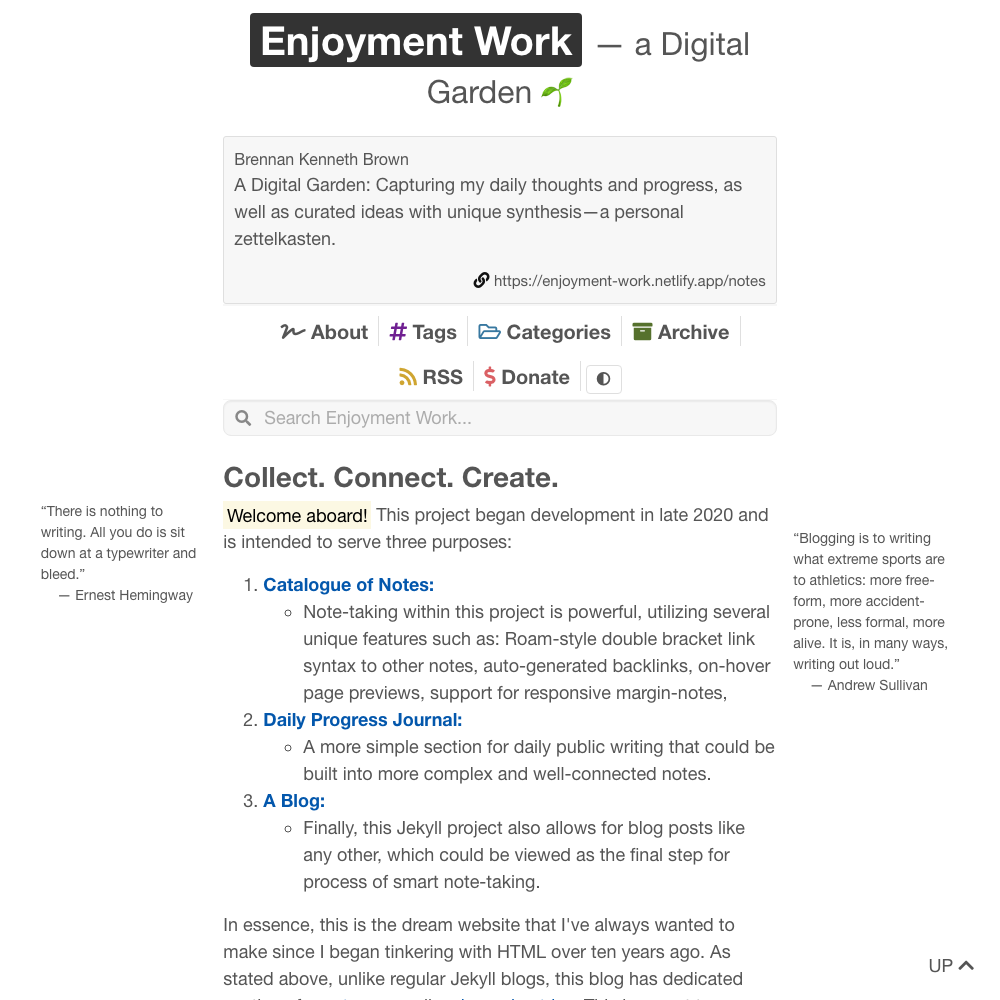 Enjoyment Work — a Digital
Garden 🌱
Brennan Kenneth Brown
A Digital Garden: Capturing my daily thoughts and progress, as
well as curated ideas with unique synthesis—a personal
zettelkasten.
https://enjoyment-work.netlify.app/notes
About
Tags
Categories
Archive
RSS
Donate
Search Enjoyment Work...
Collect. Connect. Create.
Welcome aboard! This project began development in late 2020 and
is intended to serve three purposes:
“There is nothing to
writing. All you do is sit
down at a typewriter and
bleed.”
— Ernest Hemingway
“Blogging is to writing
what extreme sports are
to athletics: more free-
form, more accident-
prone, less formal, more
alive. It is, in many ways,
writing out loud.”
— Andrew Sullivan
1. Catalogue of Notes:
Note-taking within this project is powerful, utilizing several
unique features such as: Roam-style double bracket link
syntax to other notes, auto-generated backlinks, on-hover
page previews, support for responsive margin-notes,
2. Daily Progress Journal:
A more simple section for daily public writing that could be
built into more complex and well-connected notes.
3. A Blog:
Finally, this Jekyll project also allows for blog posts like
any other, which could be viewed as the final step for
process of smart note-taking.
In essence, this is the dream website that I've always wanted to
make since I began tinkering with HTML over ten years ago. As
stated above, unlike regular Jekyll blogs, this blog has dedicated
UP